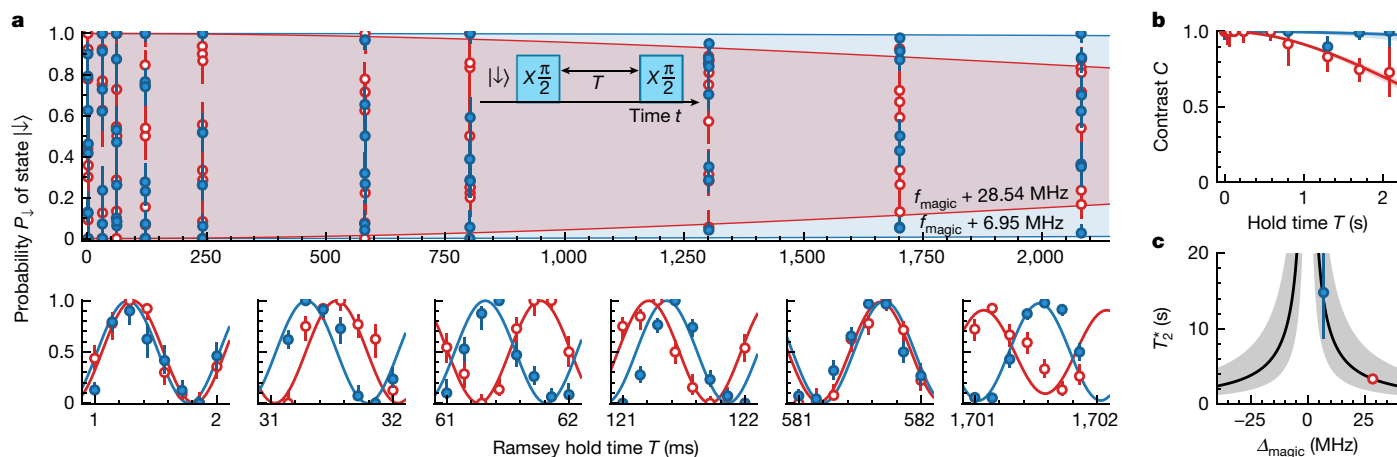 a
Probability P↓ of state |↓⟩
1.0
0.8
0.6
0.4
0.2
0
|↓⟩ X π/2 T X π/2
Time t
f_magic + 28.54 MHz
f_magic + 6.95 MHz
0 250 500 750 1,000 1,250 1,500 1,750 2,000
1.0
0.5
0
1 2
31 32
61 62
121 122
581 582
1,701 1,702
Ramsey hold time T (ms)
b
Contrast C
1.0
0.5
0
0 1 2
Hold time T (s)
c
T₂* (s)
20
10
0
−25 0 25
Δ_magic (MHz)